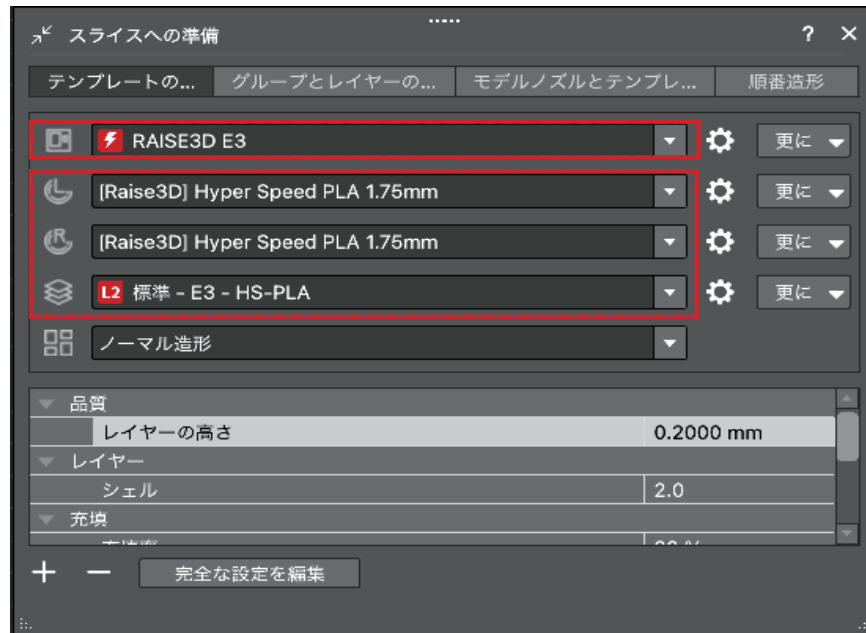 スライスへの準備 ? ×
テンプレートの... グループとレイヤーの... モデルノズルとテンプレ... 順番造形
RAISE3D E3 更に
L [Raise3D] Hyper Speed PLA 1.75mm 更に
R [Raise3D] Hyper Speed PLA 1.75mm 更に
L2 標準 - E3 - HS-PLA 更に
ノーマル造形
品質
レイヤーの高さ 0.2000 mm
レイヤー
シェル 2.0
充填
+ − 完全な設定を編集